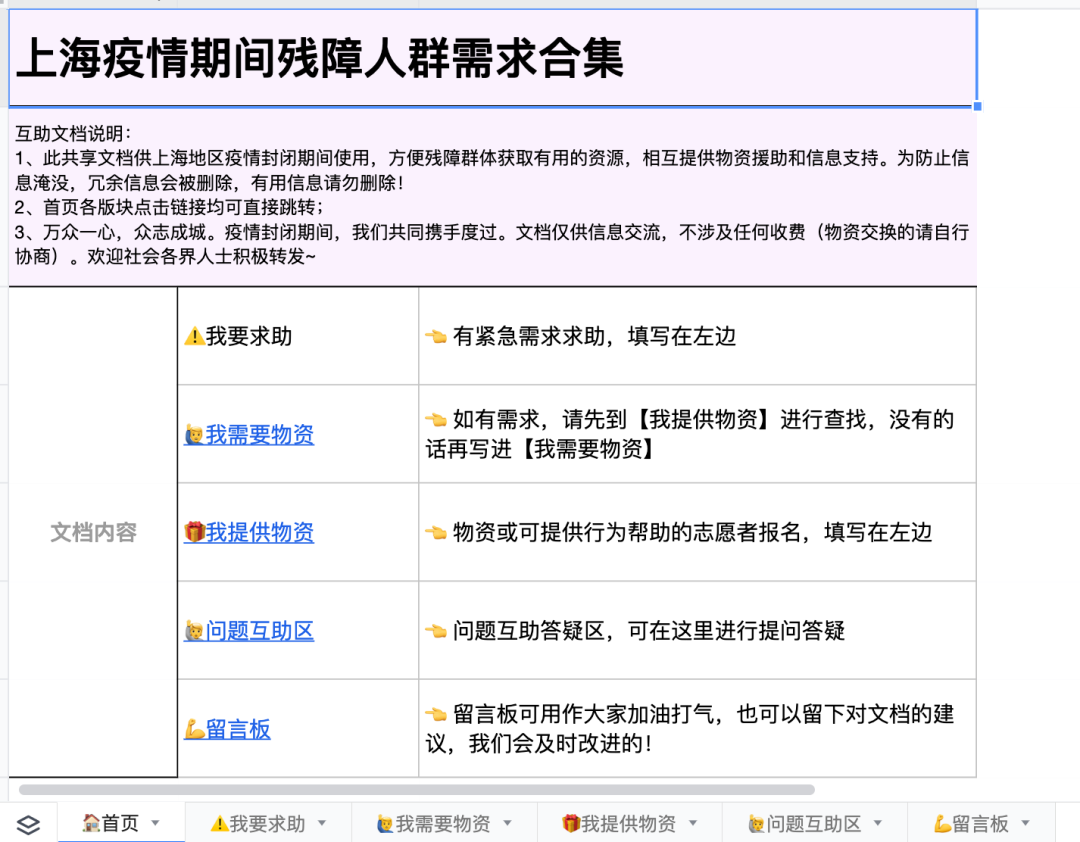 上海疫情期间残障人群需求合集
互助文档说明：
1、此共享文档供上海地区疫情封闭期间使用，方便残障群体获取有用的资源，相互提供物资援助和信息支持。为防止信
息淹没，冗余信息会被删除，有用信息请勿删除！
2、首页各版块点击链接均可直接跳转；
3、万众一心，众志成城。疫情封闭期间，我们共同携手度过。文档仅供信息交流，不涉及任何收费（物资交换的请自行
协商）。欢迎社会各界人士积极转发~
文档内容
⚠️我要求助
👈 有紧急需求求助，填写在左边
🙋我需要物资
👈 如有需求，请先到【我提供物资】进行查找，没有的
话再写进【我需要物资】
🎁我提供物资
👈 物资或可提供行为帮助的志愿者报名，填写在左边
🙋问题互助区
👈 问题互助答疑区，可在这里进行提问答疑
💪留言板
👈 留言板可用作大家加油打气，也可以留下对文档的建
议，我们会及时改进的！
🏠首页 ⚠️我要求助 🙋我需要物资 🎁我提供物资 🙋问题互助区 💪留言板